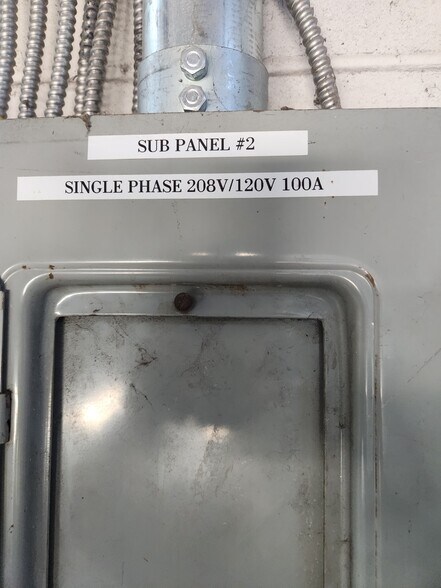 SUB PANEL #2
SINGLE PHASE 208V/120V 100A